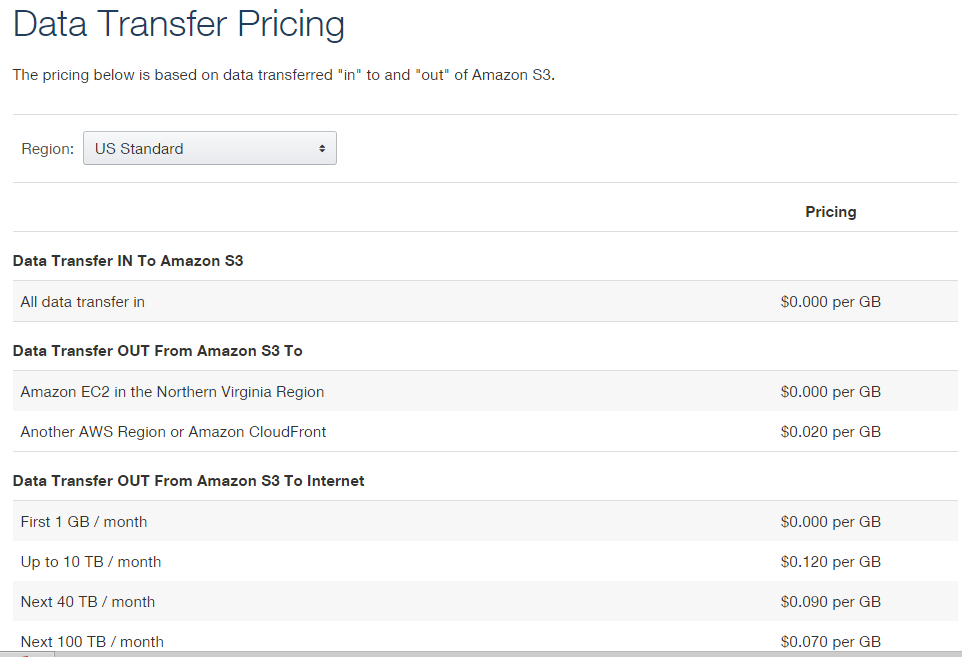 Data Transfer Pricing
The pricing below is based on data transferred "in" to and "out" of Amazon S3.
Region: US Standard
Pricing
Data Transfer IN To Amazon S3
All data transfer in $0.000 per GB
Data Transfer OUT From Amazon S3 To
Amazon EC2 in the Northern Virginia Region $0.000 per GB
Another AWS Region or Amazon CloudFront $0.020 per GB
Data Transfer OUT From Amazon S3 To Internet
First 1 GB / month $0.000 per GB
Up to 10 TB / month $0.120 per GB
Next 40 TB / month $0.090 per GB
Next 100 TB / month $0.070 per GB